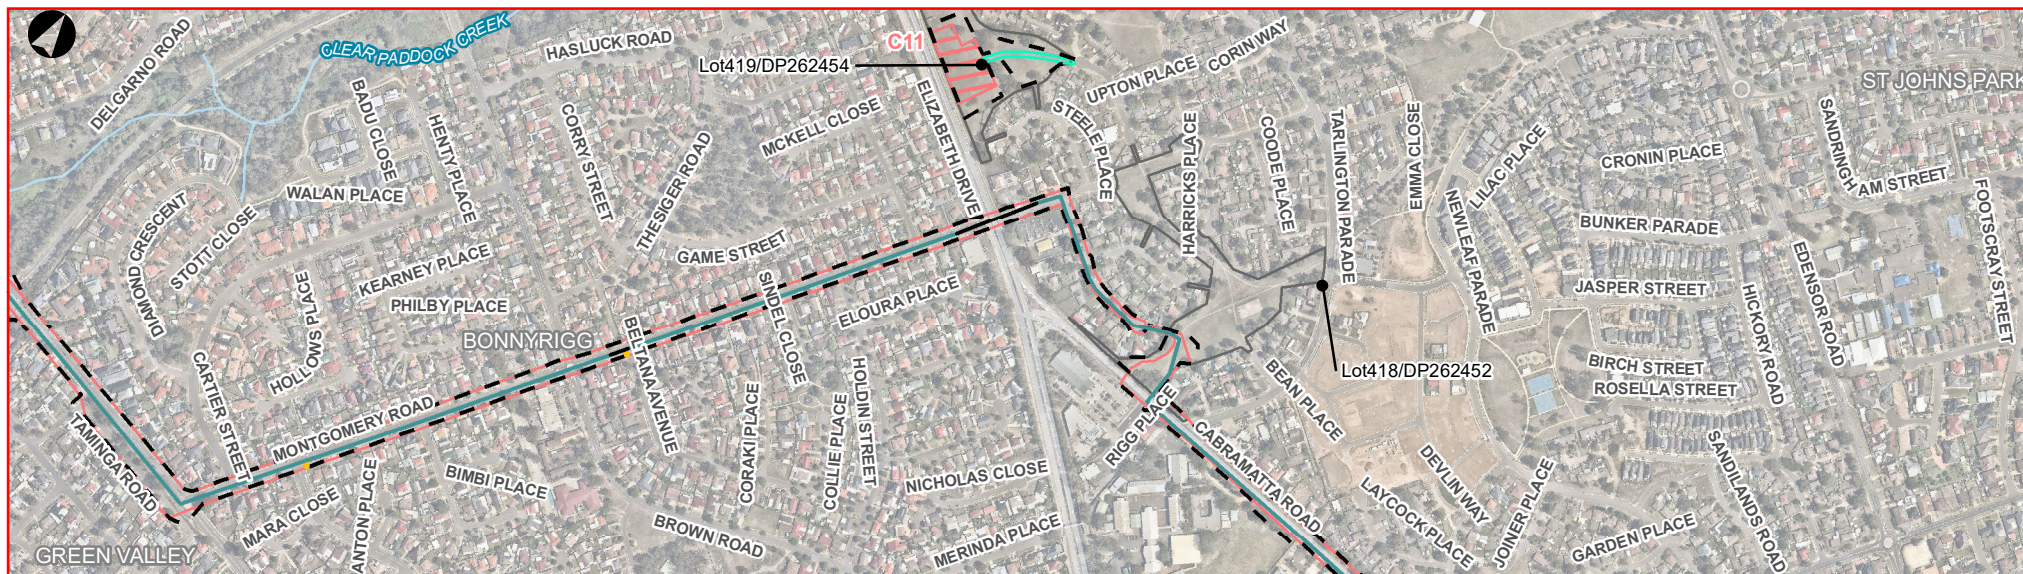 DELGARNO ROAD
CLEAR PADDOCK CREEK
HASLUCK ROAD
C11
Lot419/DP262454
CORIN WAY
UPTON PLACE
ST JOHNS PARK
BADU CLOSE
HENTY PLACE
CORRY STREET
THESIGER ROAD
MCKELL CLOSE
ELIZABETH DRIVE
STEELE PLACE
HARRICKS PLACE
COODE PLACE
TARLINGTON PARADE
EMMA CLOSE
LILAC PLACE
CRONIN PLACE
SANDRINGHAM STREET
FOOTSCRAY STREET
WALAN PLACE
DIAMOND CRESCENT
STOTT CLOSE
KEARNEY PLACE
GAME STREET
NEWLEAF PARADE
BUNKER PARADE
EDENSOR ROAD
HOLLOWS PLACE
PHILBY PLACE
SINDEL CLOSE
ELOURA PLACE
JASPER STREET
HICKORY ROAD
BONNYRIGG
BELTANA AVENUE
CARTIER STREET
Lot418/DP262452
BIRCH STREET
ROSELLA STREET
BEAN PLACE
HOLDIN STREET
COLLIE PLACE
CORAKI PLACE
RIGG PLACE
CABRAMATTA ROAD
MONTGOMERY ROAD
TAMINGA ROAD
BIMBI PLACE
NICHOLAS CLOSE
DEVLIN WAY
LAYCOCK PLACE
JOINER PLACE
SANDILANDS ROAD
MARA CLOSE
ANTON PLACE
BROWN ROAD
MERINDA PLACE
GARDEN PLACE
GREEN VALLEY